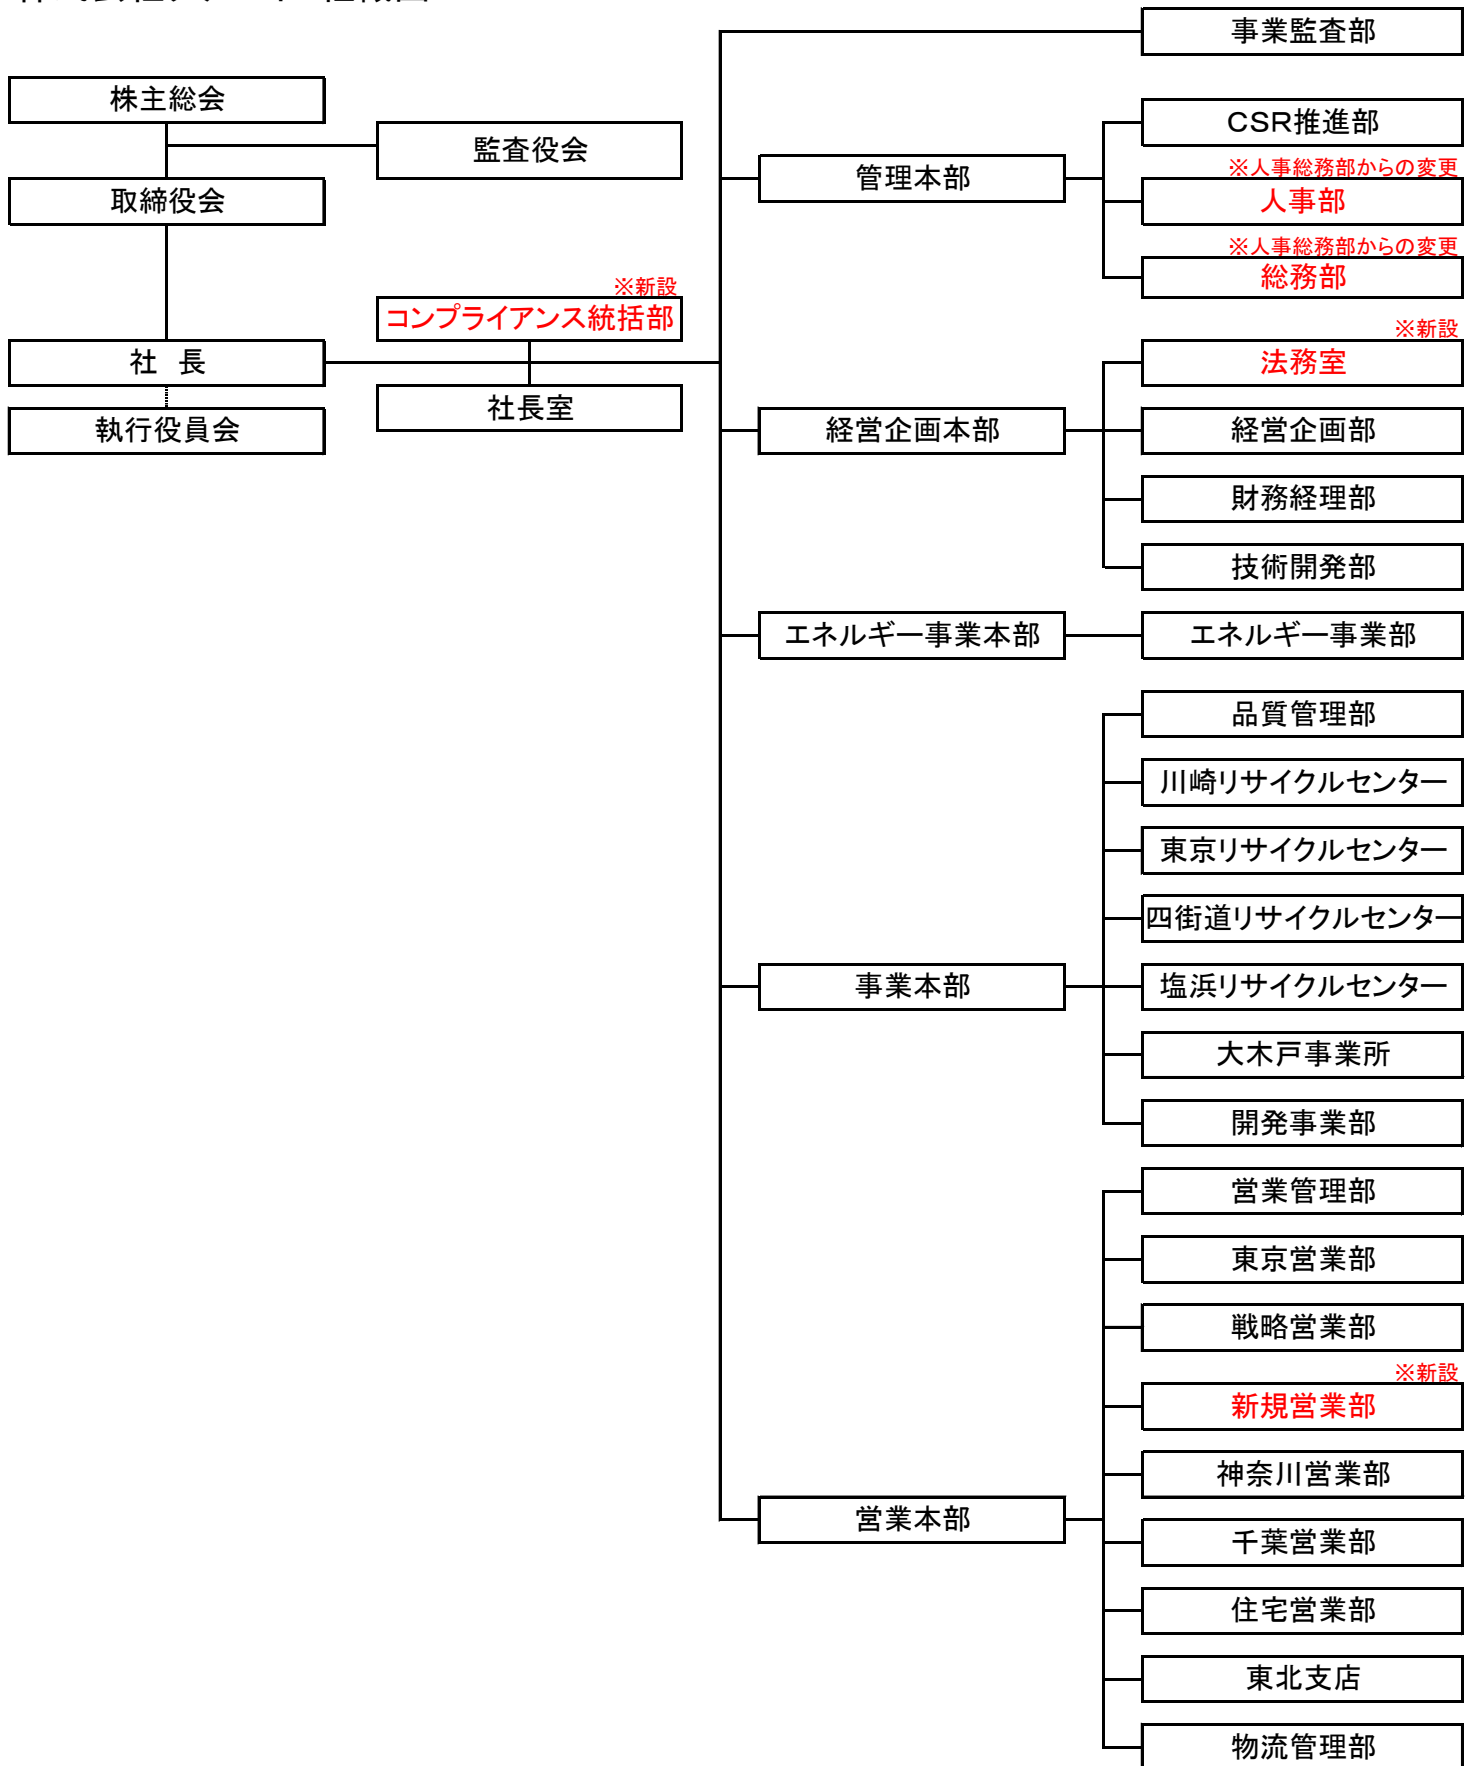 事業監査部
株主総会
監査役会
取締役会
※新設
コンプライアンス統括部
社 長
社長室
執行役員会
管理本部
CSR推進部
※人事総務部からの変更
人事部
※人事総務部からの変更
総務部
経営企画本部
※新設
法務室
経営企画部
財務経理部
技術開発部
エネルギー事業本部
エネルギー事業部
事業本部
品質管理部
川崎リサイクルセンター
東京リサイクルセンター
四街道リサイクルセンター
塩浜リサイクルセンター
大木戸事業所
開発事業部
営業本部
営業管理部
東京営業部
戦略営業部
※新設
新規営業部
神奈川営業部
千葉営業部
住宅営業部
東北支店
物流管理部